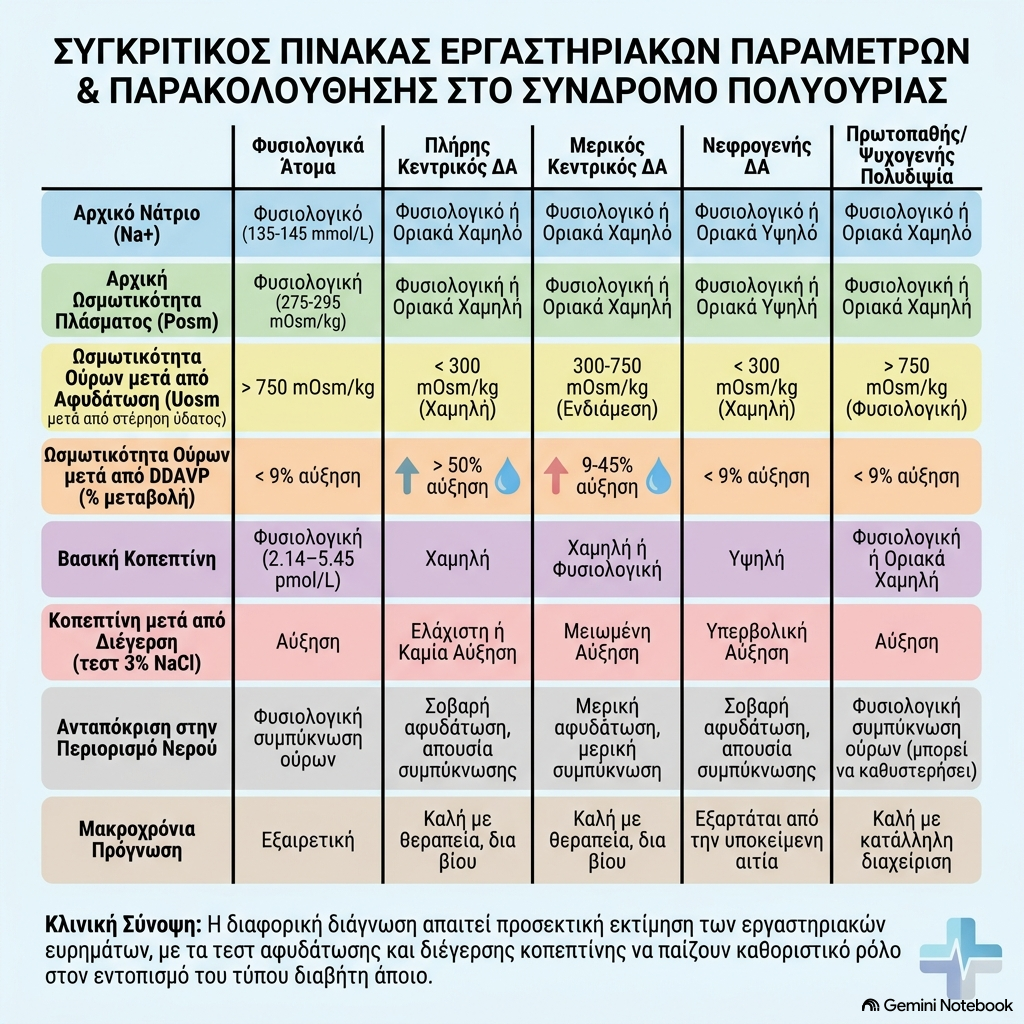 ΣΥΓΚΡΙΤΙΚΟΣ ΠΙΝΑΚΑΣ ΕΡΓΑΣΤΗΡΙΑΚΩΝ ΠΑΡΑΜΕΤΡΩΝ
& ΠΑΡΑΚΟΛΟΥΘΗΣΗΣ ΣΤΟ ΣΥΝΔΡΟΜΟ ΠΟΛΥΟΥΡΙΑΣ
Φυσιολογικά
Άτομα
Πλήρης
Κεντρικός ΔΑ
Μερικός
Κεντρικός ΔΑ
Νεφρογενής
ΔΑ
Πρωτοπαθής/
Ψυχογενής
Πολυδιψία
Αρχικό Νάτριο
(Na+)
Φυσιολογικό
(135-145 mmol/L)
Φυσιολογικό ή
Οριακά Χαμηλό
Φυσιολογικό ή
Οριακά Χαμηλό
Φυσιολογικό ή
Οριακά Υψηλό
Φυσιολογικό ή
Οριακά Χαμηλό
Αρχική
Ωσμωτικότητα
Πλάσματος (Posm)
Φυσιολογική
(275-295
mOsm/kg)
Φυσιολογική ή
Οριακά Χαμηλή
Φυσιολογική ή
Οριακά Χαμηλή
Φυσιολογική ή
Οριακά Υψηλή
Φυσιολογική ή
Οριακά Χαμηλή
Ωσμωτικότητα
Ούρων μετά από
Αφυδάτωση (Uosm
μετά από στέρηση ύδατος)
> 750 mOsm/kg
< 300
mOsm/kg
(Χαμηλή)
300-750
mOsm/kg
(Ενδιάμεση)
< 300
mOsm/kg
(Χαμηλή)
> 750
mOsm/kg
(Φυσιολογική)
Ωσμωτικότητα Ούρων
μετά από DDAVP
(% μεταβολή)
< 9% αύξηση
> 50%
αύξηση
9-45%
αύξηση
< 9% αύξηση
< 9% αύξηση
Βασική Κοπεπτίνη
Φυσιολογική
(2.14–5.45
pmol/L)
Χαμηλή
Χαμηλή ή
Φυσιολογική
Υψηλή
Φυσιολογική
ή Οριακά
Χαμηλή
Κοπεπτίνη μετά από
Διέγερση
(τεστ 3% NaCl)
Αύξηση
Ελάχιστη ή
Καμία Αύξηση
Μειωμένη
Αύξηση
Υπερβολική
Αύξηση
Αύξηση
Ανταπόκριση στην
Περιορισμό Νερού
Φυσιολογική
συμπύκνωση
ούρων
Σοβαρή
αφυδάτωση,
απουσία
συμπύκνωσης
Μερική
αφυδάτωση,
μερική
συμπύκνωση
Σοβαρή
αφυδάτωση,
απουσία
συμπύκνωσης
Φυσιολογική
συμπύκνωση
ούρων (μπορεί
να καθυστερήσει)
Μακροχρόνια
Πρόγνωση
Εξαιρετική
Καλή με
θεραπεία, δια
βίου
Καλή με
θεραπεία, δια
βίου
Εξαρτάται από
την υποκείμενη
αιτία
Καλή με
κατάλληλη
διαχείριση
Κλινική Σύνοψη: Η διαφορική διάγνωση απαιτεί προσεκτική εκτίμηση των εργαστηριακών
ευρημάτων, με τα τεστ αφυδάτωσης και διέγερσης κοπεπτίνης να παίζουν καθοριστικό ρόλο
στον εντοπισμό του τύπου διαβήτη άποιο.
Gemini Notebook